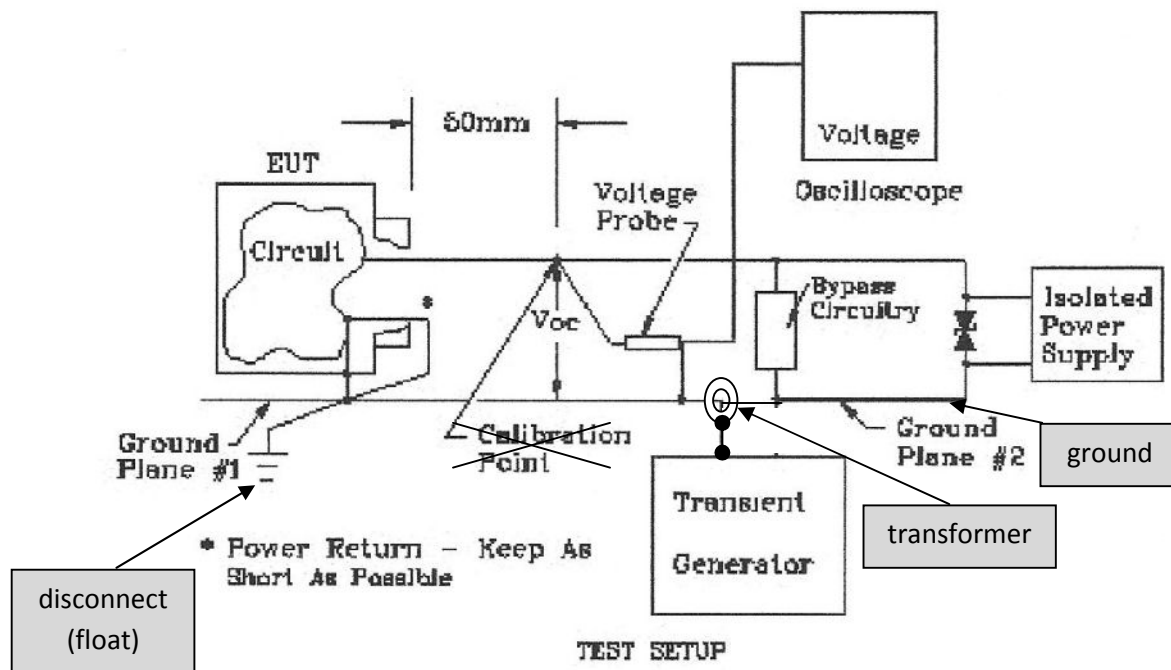 60mm
EUT
Circuit
*
Voltage
Oscilloscope
Voltage
Probe
Voc
Bypass
Circuitry
Isolated
Power
Supply
Ground
Plane #1
Calibration
Point
Ground
Plane #2
ground
transformer
Transient
Generator
* Power Return - Keep As
Short As Possible
disconnect
(float)
TEST SETUP